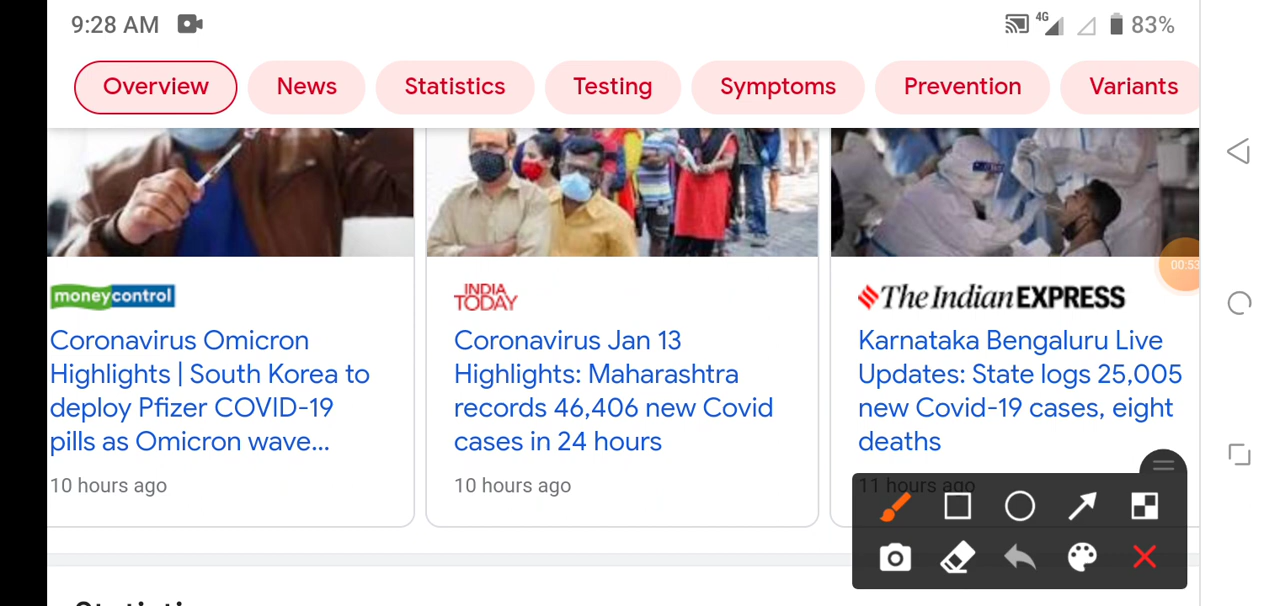 9:28 AM 4G 83%
Overview News Statistics Testing Symptoms Prevention Variants
00:53
moneycontrol
Coronavirus Omicron
Highlights | South Korea to
deploy Pfizer COVID-19
pills as Omicron wave...
10 hours ago
INDIA
TODAY
Coronavirus Jan 13
Highlights: Maharashtra
records 46,406 new Covid
cases in 24 hours
10 hours ago
The Indian EXPRESS
Karnataka Bengaluru Live
Updates: State logs 25,005
new Covid-19 cases, eight
deaths
11 hours ago